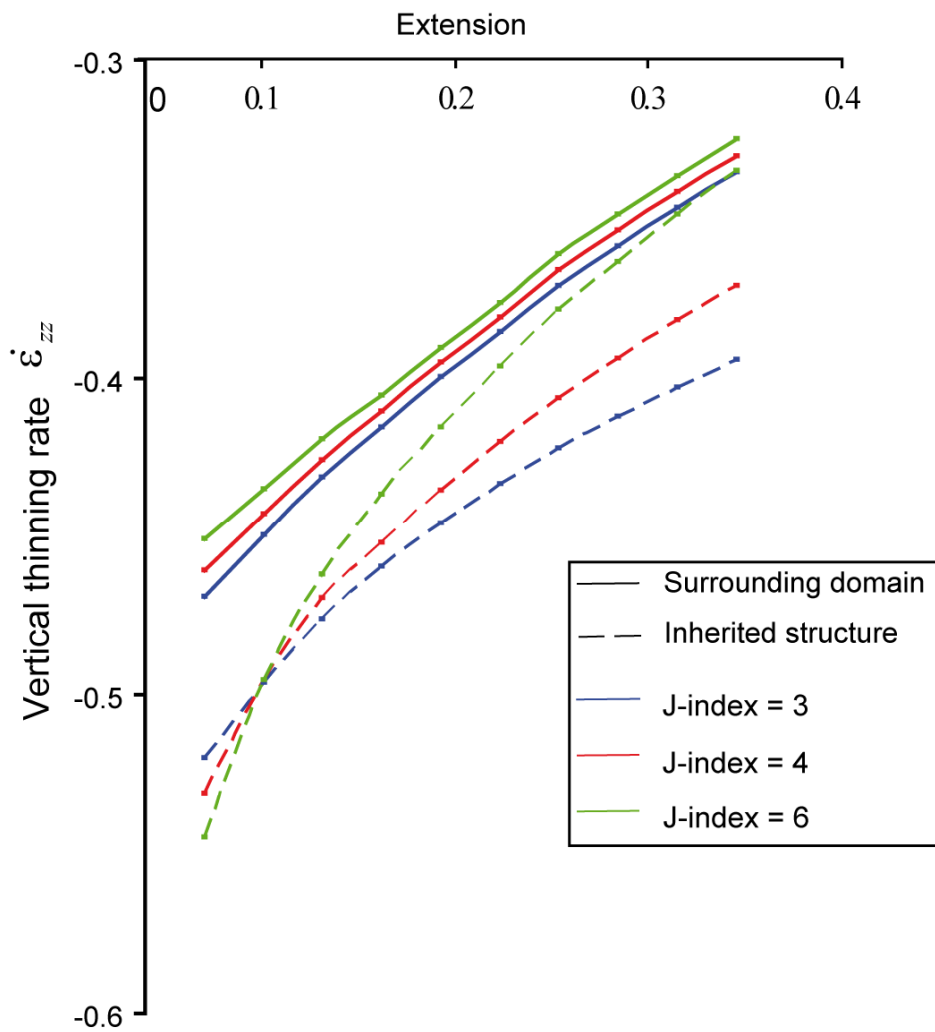 Extension
-0.3
0 0.1 0.2 0.3 0.4
Vertical thinning rate ε̇zz
-0.4
-0.5
-0.6
Surrounding domain
Inherited structure
J-index = 3
J-index = 4
J-index = 6